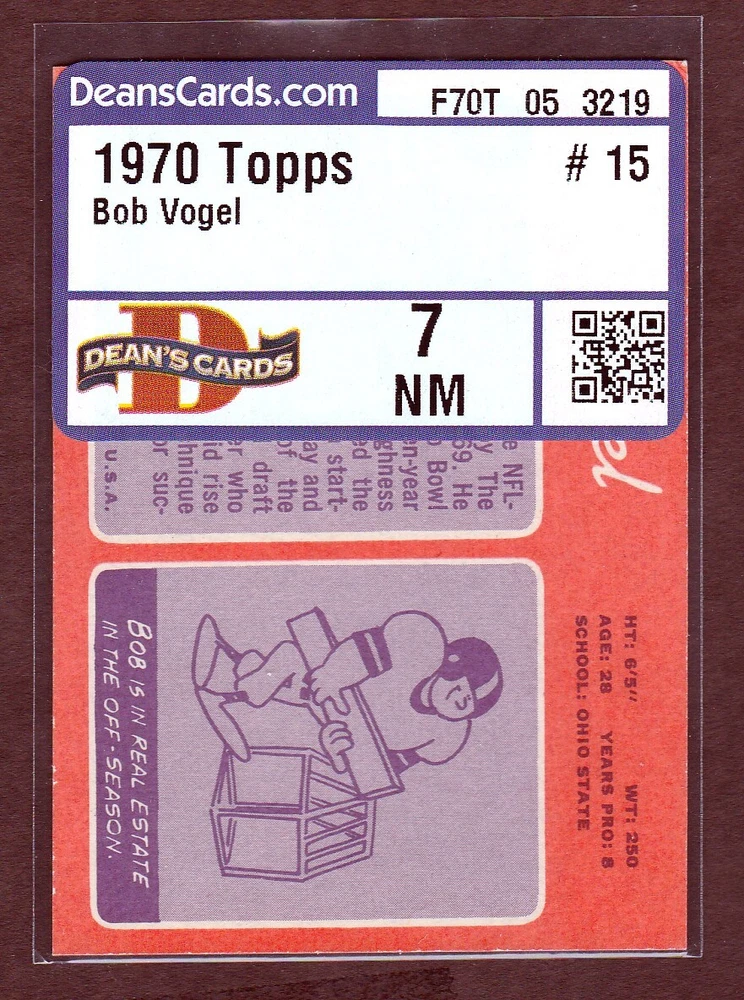 DeansCards.com
F70T 05 3219
1970 Topps
# 15
Bob Vogel
DEAN'S CARDS
D
7
NM
e NFL-
y. The
69. He
Bowl
en-year
ghness
ed the
start-
ay and
of the
draft
er who
id rise
hnique
or suc-
U.S.A.
el
HT: 6'5" WT: 250
AGE: 28 YEARS PRO: 8
SCHOOL: OHIO STATE
BOB IS IN REAL ESTATE
IN THE OFF-SEASON.